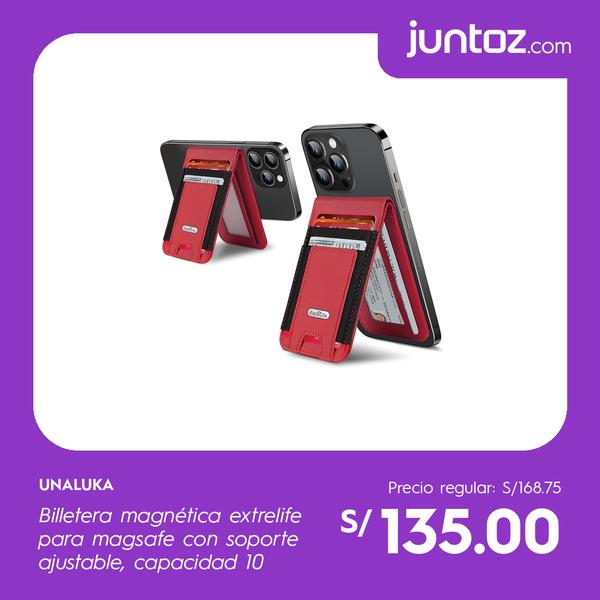 juntoz.com
UNALUKA
Billetera magnética extrelife
para magsafe con soporte
ajustable, capacidad 10
Precio regular: S/168.75
S/135.00